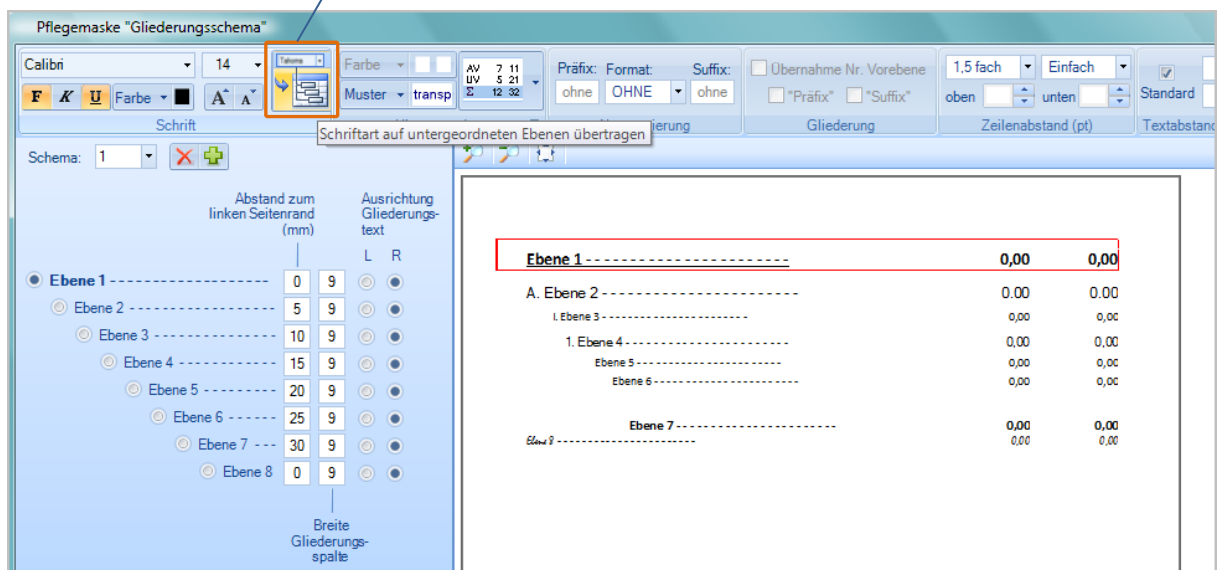 Pflegemaske "Gliederungsschema"
Calibri 14 Tahoma Farbe AV 7 11 Präfix: Format: Suffix: Übernahme Nr. Vorebene 1,5 fach Einfach
UV 5 21
F K U Farbe A A Muster transp Σ 12 32 ohne OHNE ohne "Präfix" "Suffix" oben unten Standard
Schrift Gliederung Zeilenabstand (pt) Textabstand
Schriftart auf untergeordneten Ebenen übertragen
Schema: 1
Abstand zum Ausrichtung
linken Seitenrand Gliederungs-
(mm) text
L R
Ebene 1 - - - - - - - - - - - - - - - - - - - 0 9
Ebene 2 - - - - - - - - - - - - - - - - - 5 9
Ebene 3 - - - - - - - - - - - - - - 10 9
Ebene 4 - - - - - - - - - - - - 15 9
Ebene 5 - - - - - - - - - 20 9
Ebene 6 - - - - - - 25 9
Ebene 7 - - - 30 9
Ebene 8 0 9
Breite
Gliederungs-
spalte
Ebene 1 - - - - - - - - - - - - - - - - - - - - - - - 0,00 0,00
A. Ebene 2 - - - - - - - - - - - - - - - - - - - - - - - 0.00 0.00
I. Ebene 3 - - - - - - - - - - - - - - - - - - - - - - - 0,00 0,00
1. Ebene 4 - - - - - - - - - - - - - - - - - - - - - - - 0,00 0,00
Ebene 5 - - - - - - - - - - - - - - - - - - - - - - - 0,00 0,00
Ebene 6 - - - - - - - - - - - - - - - - - - - - - - - 0,00 0,00
Ebene 7 - - - - - - - - - - - - - - - - - - - - - - - 0,00 0,00
Ebene 8 - - - - - - - - - - - - - - - - - - - - - - - 0,00 0,00